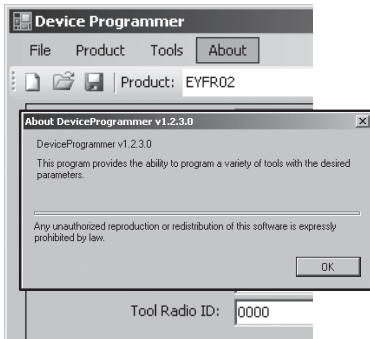 Device Programmer
File Product Tools About
Product: EYFR02
About DeviceProgrammer v1.2.3.0
DeviceProgrammer v1.2.3.0
This program provides the ability to program a variety of tools with the desired
parameters.
Any unauthorized reproduction or redistribution of this software is expressly
prohibited by law.
OK
Tool Radio ID: 0000